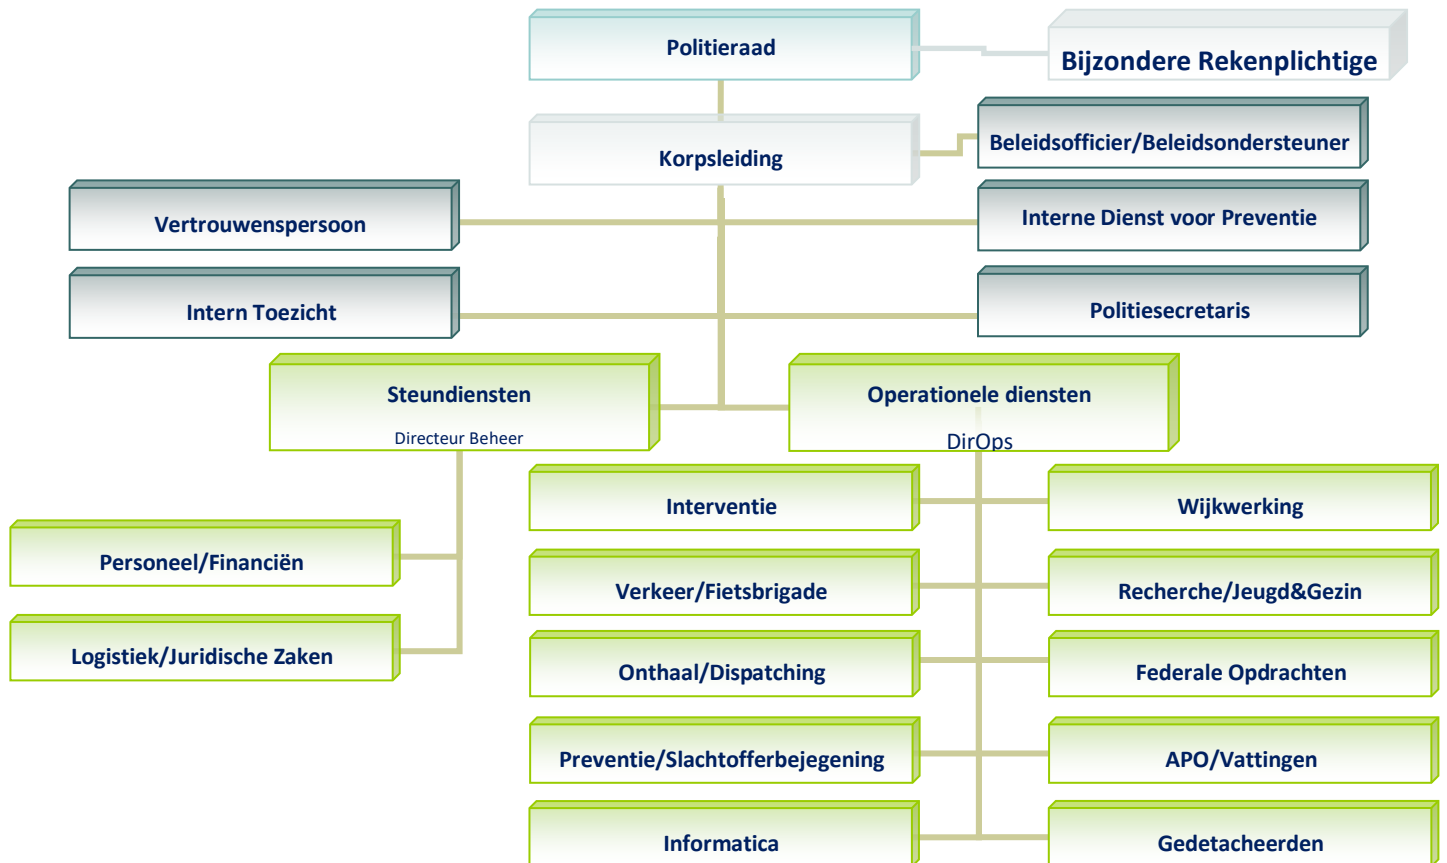 Politieraad
Bijzondere Rekenplichtige
Korpsleiding
Beleidsofficier/Beleidsondersteuner
Vertrouwenspersoon
Interne Dienst voor Preventie
Intern Toezicht
Politiesecretaris
Steundiensten
Directeur Beheer
Operationele diensten
DirOps
Interventie
Wijkwerking
Personeel/Financiën
Verkeer/Fietsbrigade
Recherche/Jeugd&Gezin
Logistiek/Juridische Zaken
Onthaal/Dispatching
Federale Opdrachten
Preventie/Slachtofferbejegening
APO/Vattingen
Informatica
Gedetacheerden